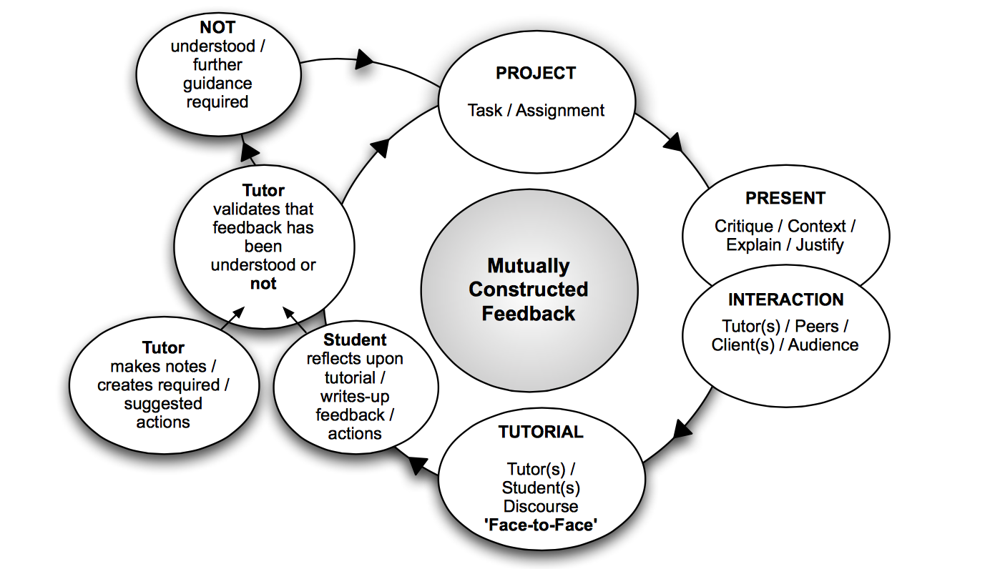 NOT
understood /
further
guidance
required
PROJECT
Task / Assignment
PRESENT
Critique / Context /
Explain / Justify
INTERACTION
Tutor(s) / Peers /
Client(s) / Audience
TUTORIAL
Tutor(s) /
Student(s)
Discourse
'Face-to-Face'
Student
reflects upon
tutorial /
writes-up
feedback /
actions
Tutor
makes notes /
creates required /
suggested
actions
Tutor
validates that
feedback has
been
understood or
not
Mutually
Constructed
Feedback